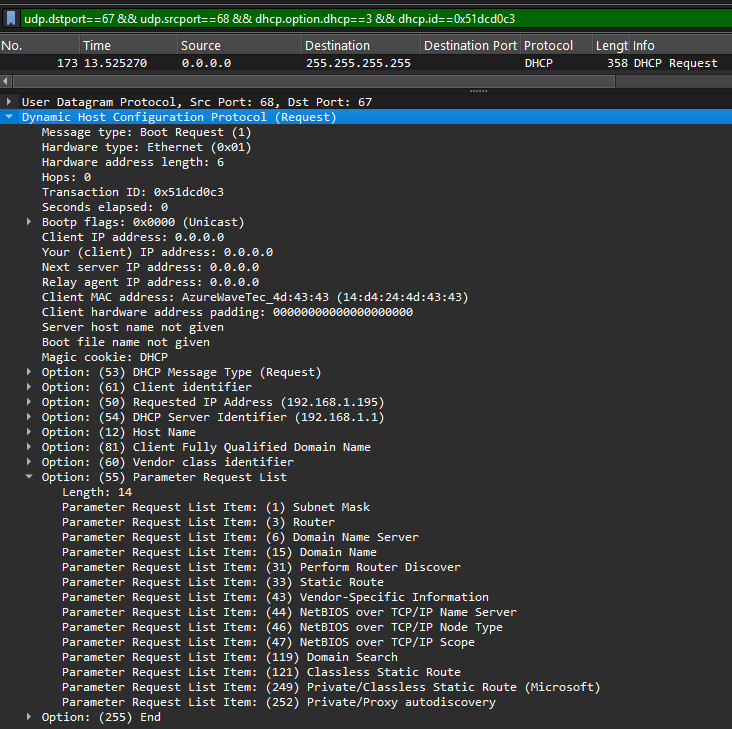 udp.dstport==67 && udp.srcport==68 && dhcp.option.dhcp==3 && dhcp.id==0x51dcd0c3
No. Time Source Destination Destination Port Protocol Lengt Info
173 13.525270 0.0.0.0 255.255.255.255 DHCP 358 DHCP Request
User Datagram Protocol, Src Port: 68, Dst Port: 67
Dynamic Host Configuration Protocol (Request)
Message type: Boot Request (1)
Hardware type: Ethernet (0x01)
Hardware address length: 6
Hops: 0
Transaction ID: 0x51dcd0c3
Seconds elapsed: 0
Bootp flags: 0x0000 (Unicast)
Client IP address: 0.0.0.0
Your (client) IP address: 0.0.0.0
Next server IP address: 0.0.0.0
Relay agent IP address: 0.0.0.0
Client MAC address: AzureWaveTec_4d:43:43 (14:d4:24:4d:43:43)
Client hardware address padding: 00000000000000000000
Server host name not given
Boot file name not given
Magic cookie: DHCP
Option: (53) DHCP Message Type (Request)
Option: (61) Client identifier
Option: (50) Requested IP Address (192.168.1.195)
Option: (54) DHCP Server Identifier (192.168.1.1)
Option: (12) Host Name
Option: (81) Client Fully Qualified Domain Name
Option: (60) Vendor class identifier
Option: (55) Parameter Request List
Length: 14
Parameter Request List Item: (1) Subnet Mask
Parameter Request List Item: (3) Router
Parameter Request List Item: (6) Domain Name Server
Parameter Request List Item: (15) Domain Name
Parameter Request List Item: (31) Perform Router Discover
Parameter Request List Item: (33) Static Route
Parameter Request List Item: (43) Vendor-Specific Information
Parameter Request List Item: (44) NetBIOS over TCP/IP Name Server
Parameter Request List Item: (46) NetBIOS over TCP/IP Node Type
Parameter Request List Item: (47) NetBIOS over TCP/IP Scope
Parameter Request List Item: (119) Domain Search
Parameter Request List Item: (121) Classless Static Route
Parameter Request List Item: (249) Private/Classless Static Route (Microsoft)
Parameter Request List Item: (252) Private/Proxy autodiscovery
Option: (255) End